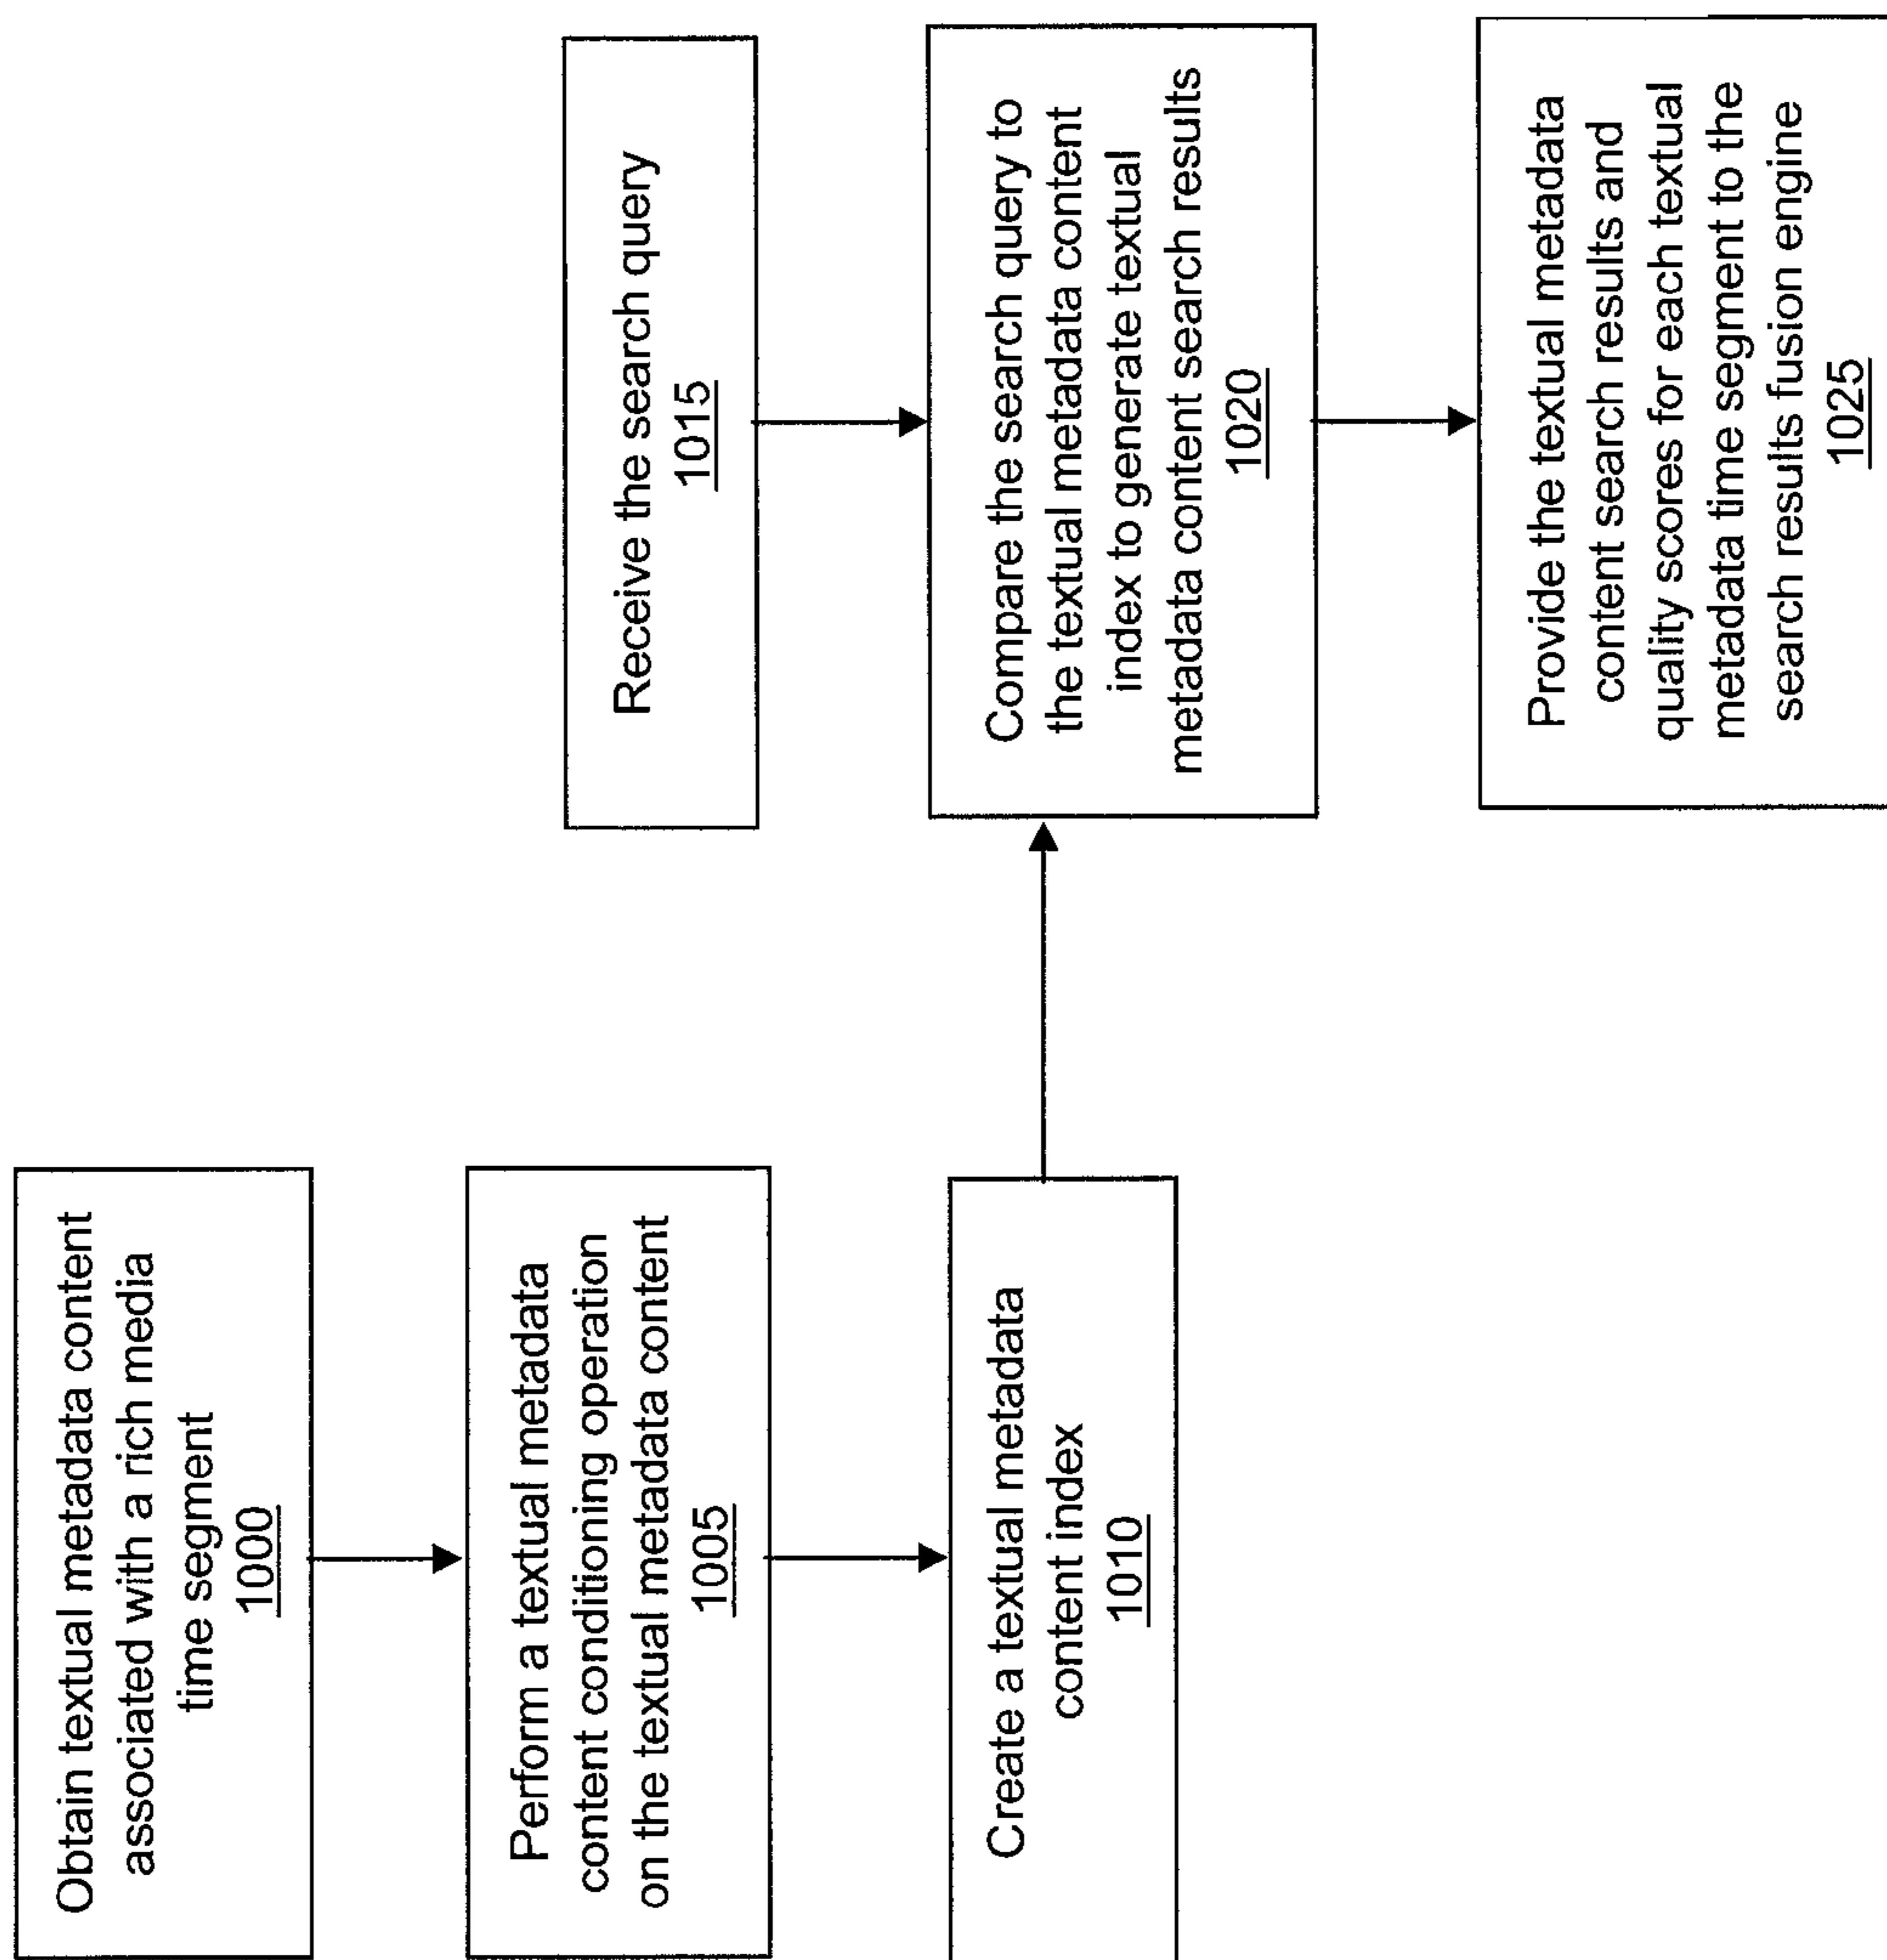 Obtain textual metadata content
associated with a rich media
time segment
1000
Perform a textual metadata
content conditioning operation
on the textual metadata content
1005
Create a textual metadata
content index
1010
Receive the search query
1015
Compare the search query to
the textual metadata content
index to generate textual
metadata content search results
1020
Provide the textual metadata
content search results and
quality scores for each textual
metadata time segment to the
search results fusion engine
1025